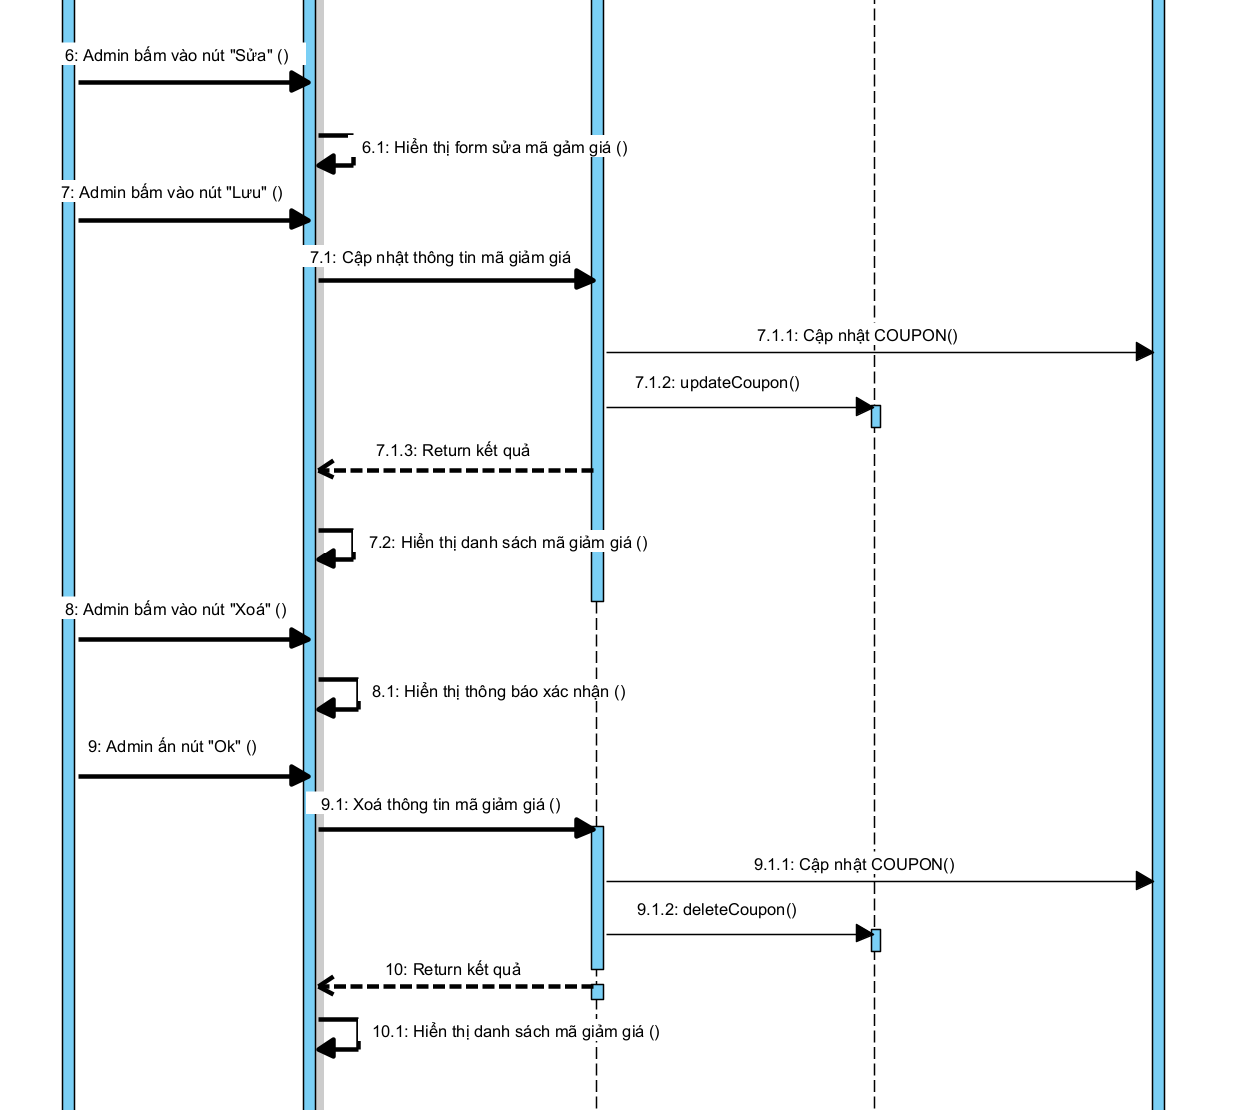 6: Admin bấm vào nút "Sửa" ()
6.1: Hiển thị form sửa mã gảm giá ()
7: Admin bấm vào nút "Lưu" ()
7.1: Cập nhật thông tin mã giảm giá
7.1.1: Cập nhật COUPON()
7.1.2: updateCoupon()
7.1.3: Return kết quả
7.2: Hiển thị danh sách mã giảm giá ()
8: Admin bấm vào nút "Xoá" ()
8.1: Hiển thị thông báo xác nhận ()
9: Admin ấn nút "Ok" ()
9.1: Xoá thông tin mã giảm giá ()
9.1.1: Cập nhật COUPON()
9.1.2: deleteCoupon()
10: Return kết quả
10.1: Hiển thị danh sách mã giảm giá ()